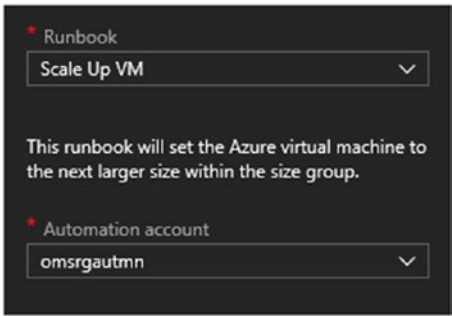 * Runbook
Scale Up VM
This runbook will set the Azure virtual machine to
the next larger size within the size group.
* Automation account
omsrgautmn